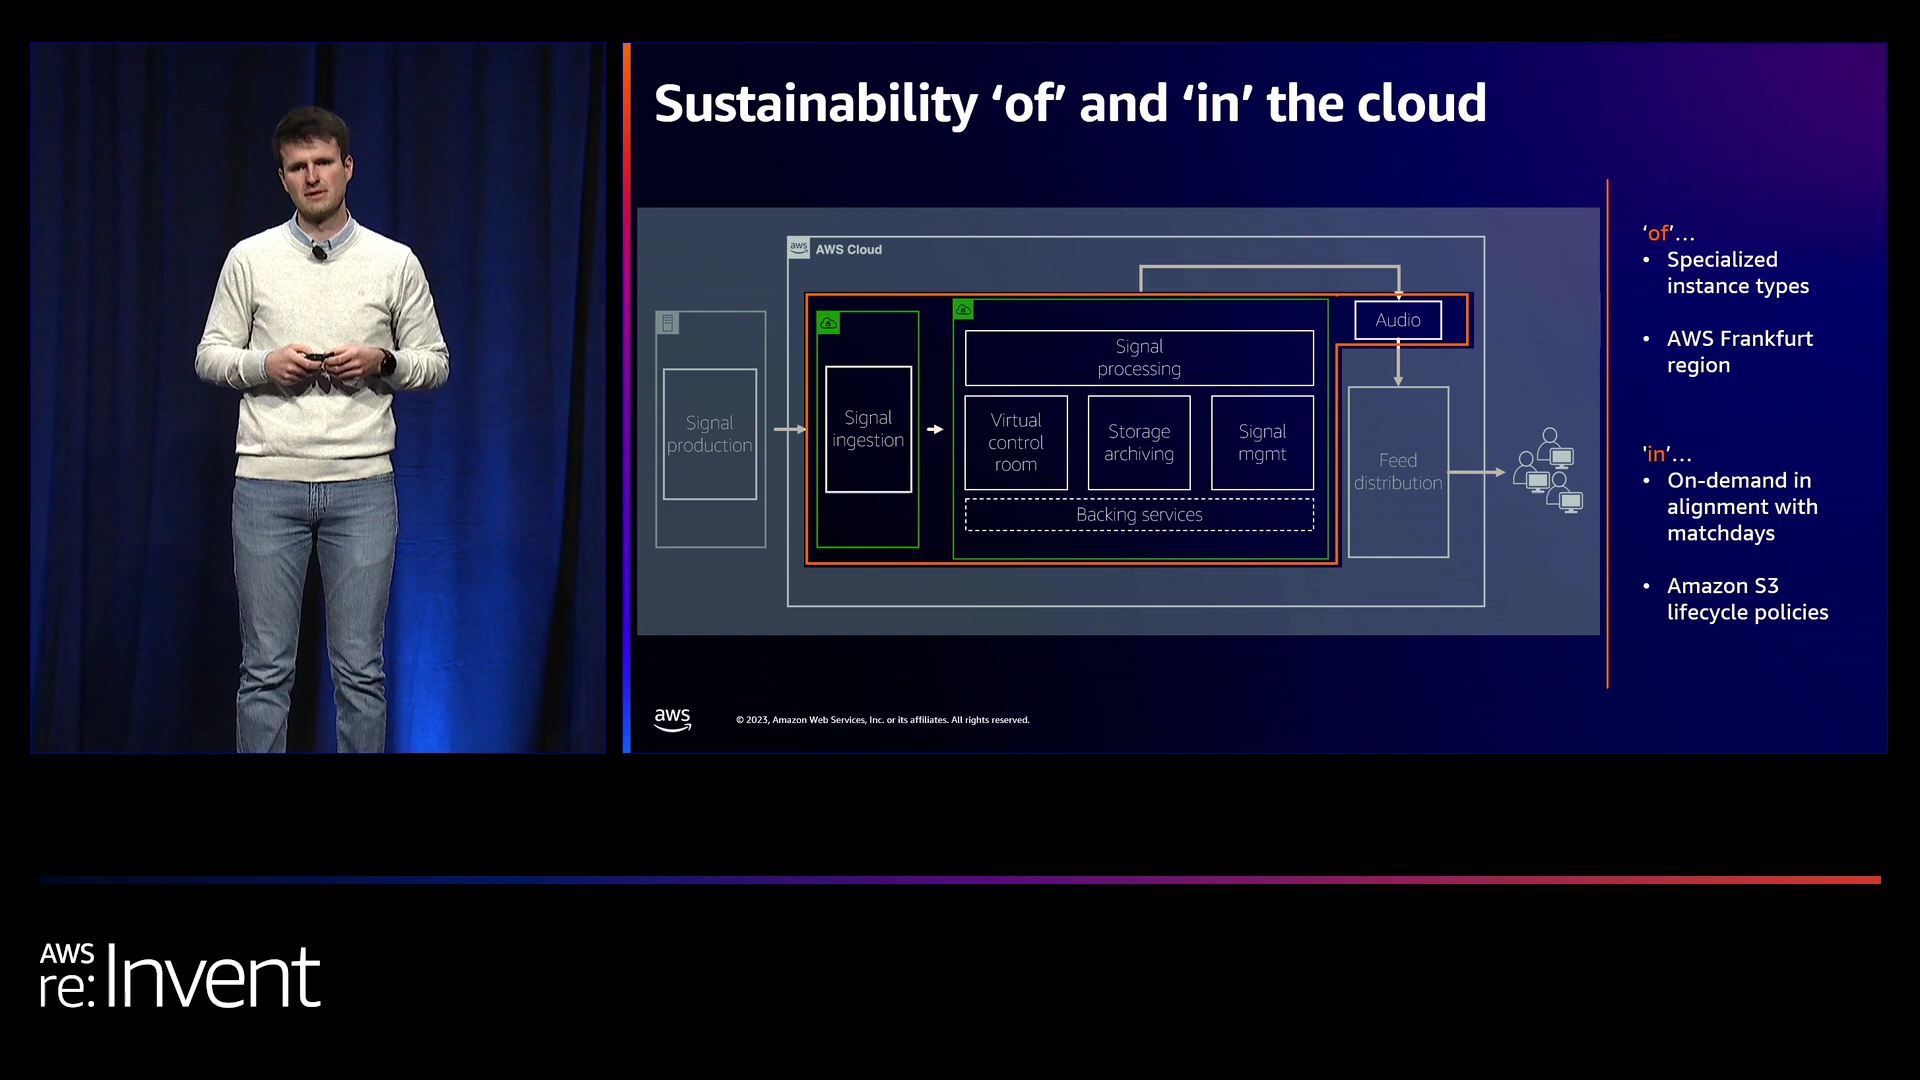 Sustainability ‘of’ and ‘in’ the cloud
aws
AWS Cloud
Signal
production
Signal
ingestion
Signal
processing
Virtual
control
room
Storage
archiving
Signal
mgmt
Backing services
Audio
Feed
distribution
‘of’...
• Specialized
instance types
• AWS Frankfurt
region
'in'...
• On-demand in
alignment with
matchdays
• Amazon S3
lifecycle policies
aws
© 2023, Amazon Web Services, Inc. or its affiliates. All rights reserved.
AWS
re:Invent